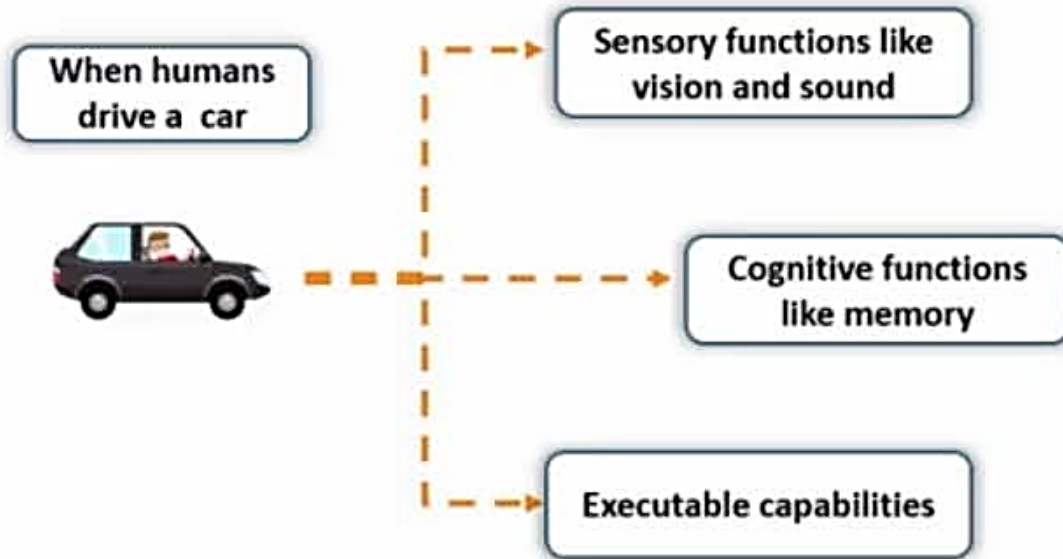 When humans
drive a car
Sensory functions like
vision and sound
Cognitive functions
like memory
Executable capabilities